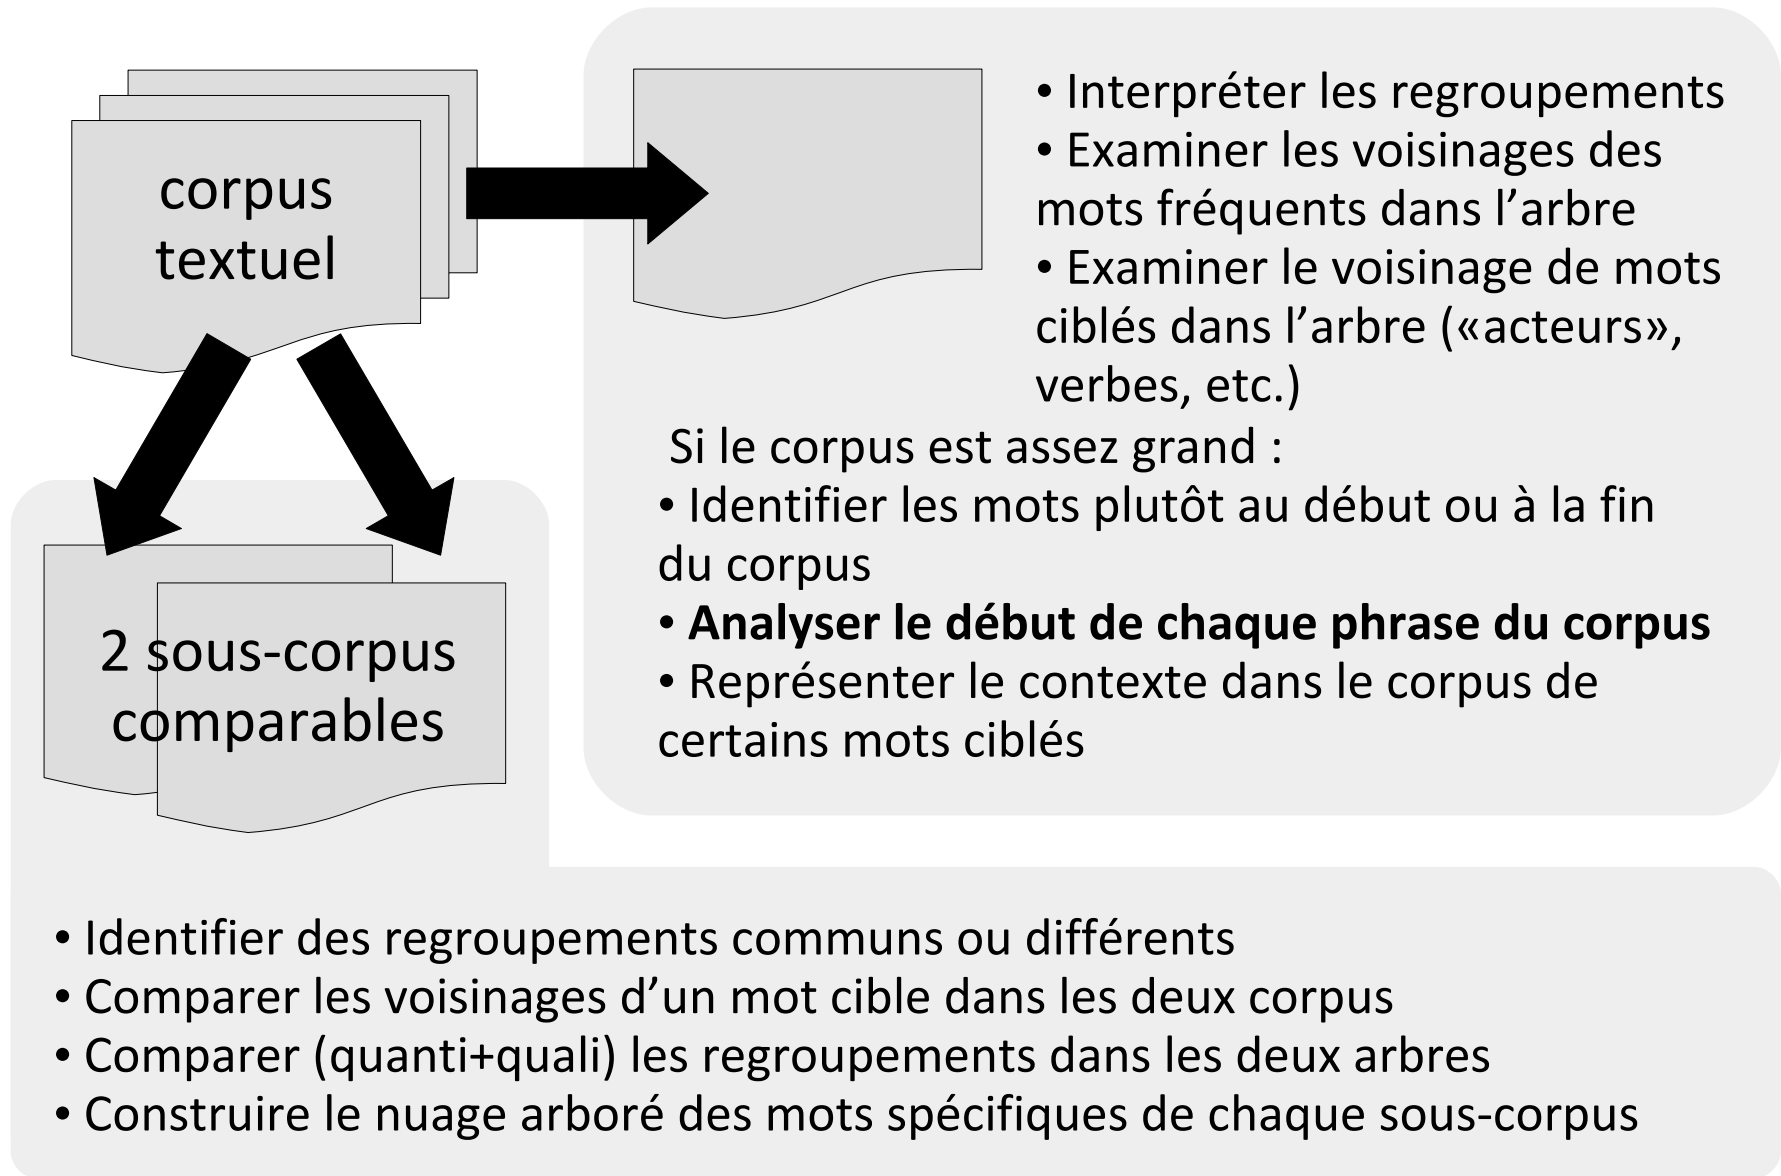 corpus
textuel
• Interpréter les regroupements
• Examiner les voisinages des
mots fréquents dans l’arbre
• Examiner le voisinage de mots
ciblés dans l’arbre («acteurs»,
verbes, etc.)
Si le corpus est assez grand :
• Identifier les mots plutôt au début ou à la fin
du corpus
• Analyser le début de chaque phrase du corpus
• Représenter le contexte dans le corpus de
certains mots ciblés
2 sous-corpus
comparables
• Identifier des regroupements communs ou différents
• Comparer les voisinages d’un mot cible dans les deux corpus
• Comparer (quanti+quali) les regroupements dans les deux arbres
• Construire le nuage arboré des mots spécifiques de chaque sous-corpus